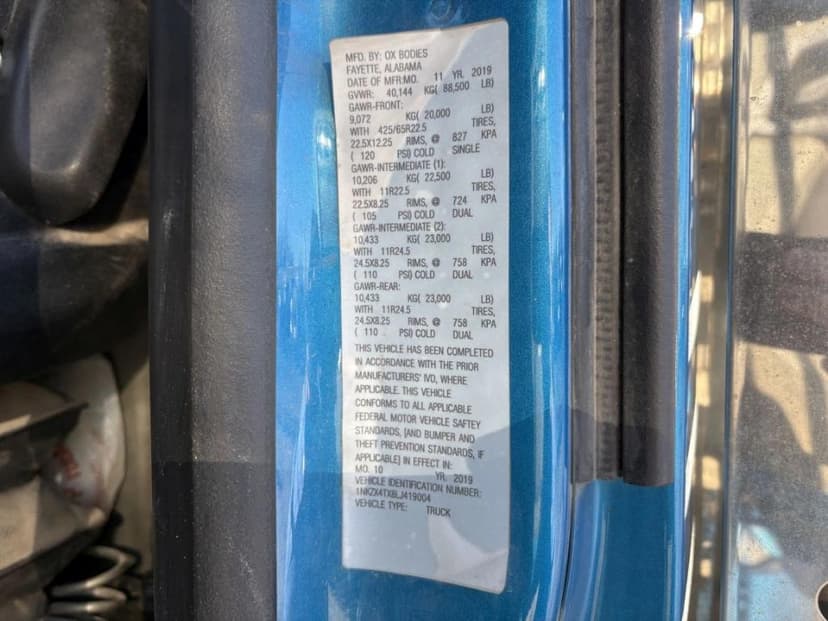 MFD. BY: OX BODIES
FAYETTE, ALABAMA
DATE OF MFR:MO. 11 YR. 2019
GVWR: 40,144 KG( 88,500 LB)
GAWR-FRONT:
9,072 KG( 20,000 LB)
WITH 425/65R22.5 TIRES,
22.5X12.25 RIMS, @ 827 KPA
( 120 PSI) COLD SINGLE
GAWR-INTERMEDIATE (1):
10,206 KG( 22,500 LB)
WITH 11R22.5 TIRES,
22.5X8.25 RIMS, @ 724 KPA
( 105 PSI) COLD DUAL
GAWR-INTERMEDIATE (2):
10,433 KG( 23,000 LB)
WITH 11R24.5 TIRES,
24.5X8.25 RIMS, @ 758 KPA
( 110 PSI) COLD DUAL
GAWR-REAR:
10,433 KG( 23,000 LB)
WITH 11R24.5 TIRES,
24.5X8.25 RIMS, @ 758 KPA
( 110 PSI) COLD DUAL
THIS VEHICLE HAS BEEN COMPLETED
IN ACCORDANCE WITH THE PRIOR
MANUFACTURERS' IVD, WHERE
APPLICABLE. THIS VEHICLE
CONFORMS TO ALL APPLICABLE
FEDERAL MOTOR VEHICLE SAFTEY
STANDARDS, [AND BUMPER AND
THEFT PREVENTION STANDARDS, IF
APPLICABLE] IN EFFECT IN:
MO. 10 YR. 2019
VEHICLE IDENTIFICATION NUMBER:
1NKZX4TX8LJ419004
VEHICLE TYPE: TRUCK